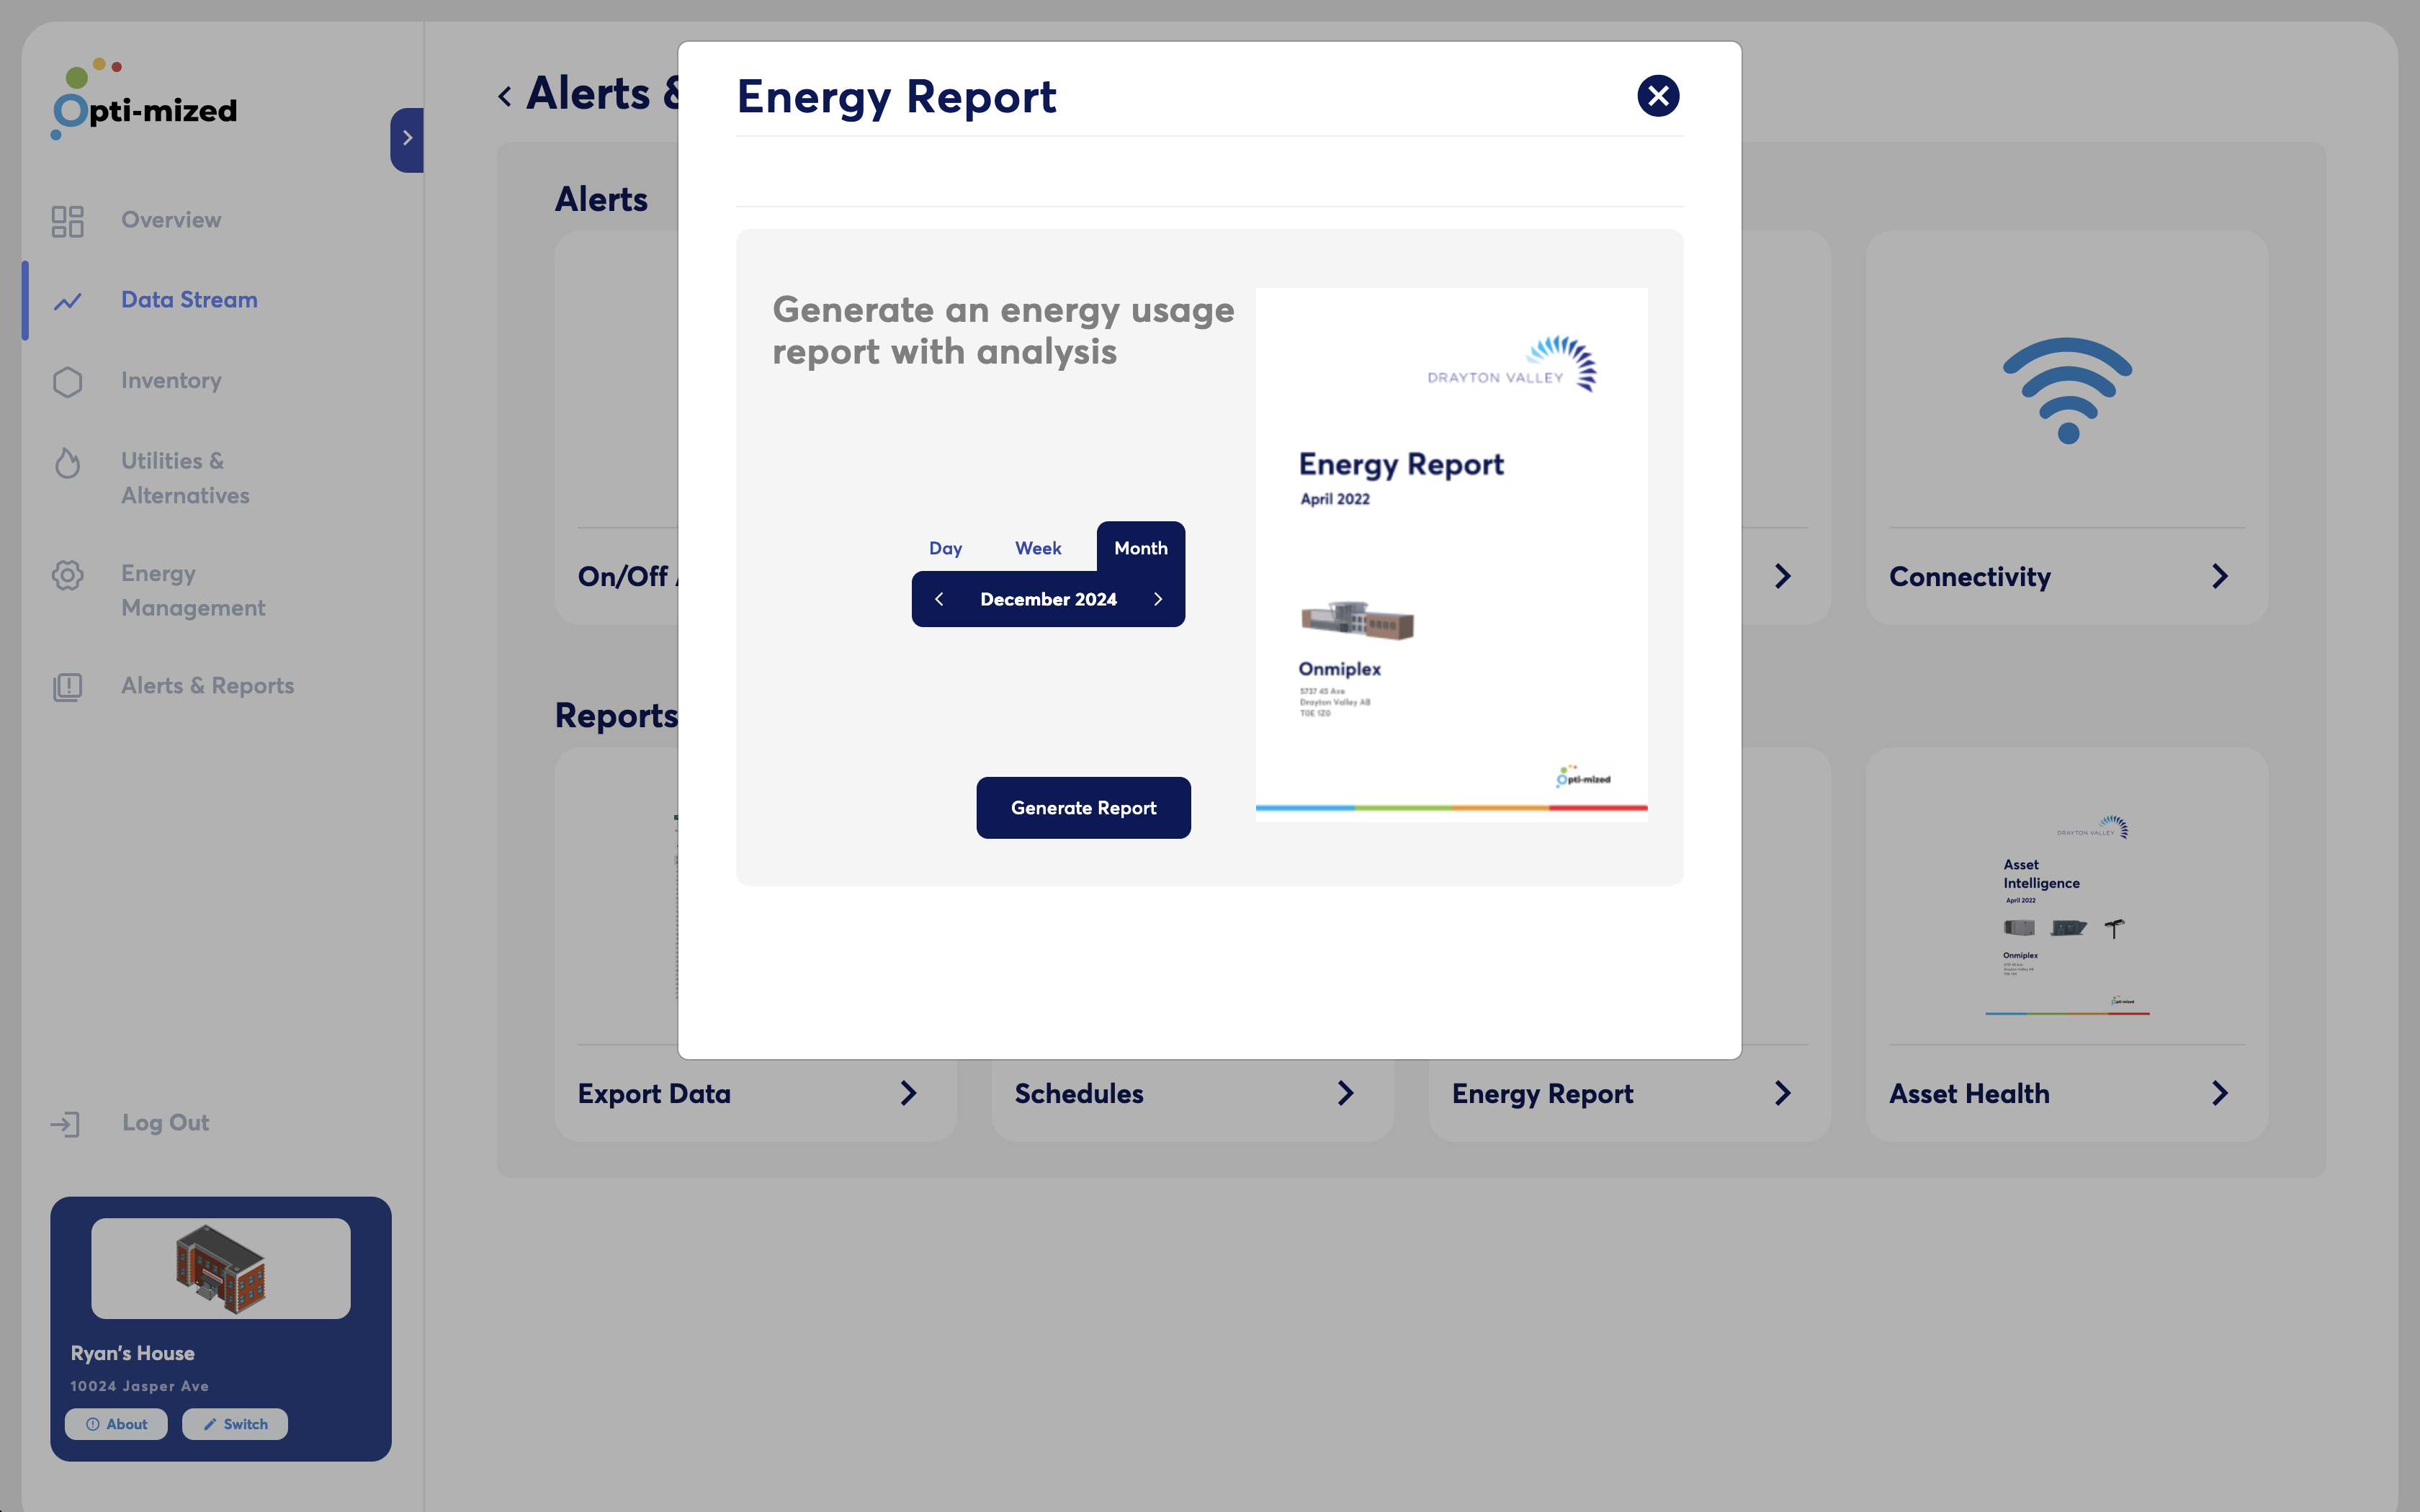 Opti-mized
Overview
Data Stream
Inventory
Utilities &
Alternatives
Energy
Management
Alerts & Reports
Log Out
Ryan's House
10024 Jasper Ave
About
Switch
Alerts &
Alerts
On/Off
Connectivity
Reports
Export Data
Schedules
Energy Report
Asset Health
DRAYTON VALLEY
Asset
Intelligence
April 2022
Onmiplex
Opti-mized
Energy Report
Generate an energy usage
report with analysis
Day
Week
Month
December 2024
Generate Report
DRAYTON VALLEY
Energy Report
April 2022
Onmiplex
5737 45 Ave
Drayton Valley AB
T0E 1Z0
Opti-mized